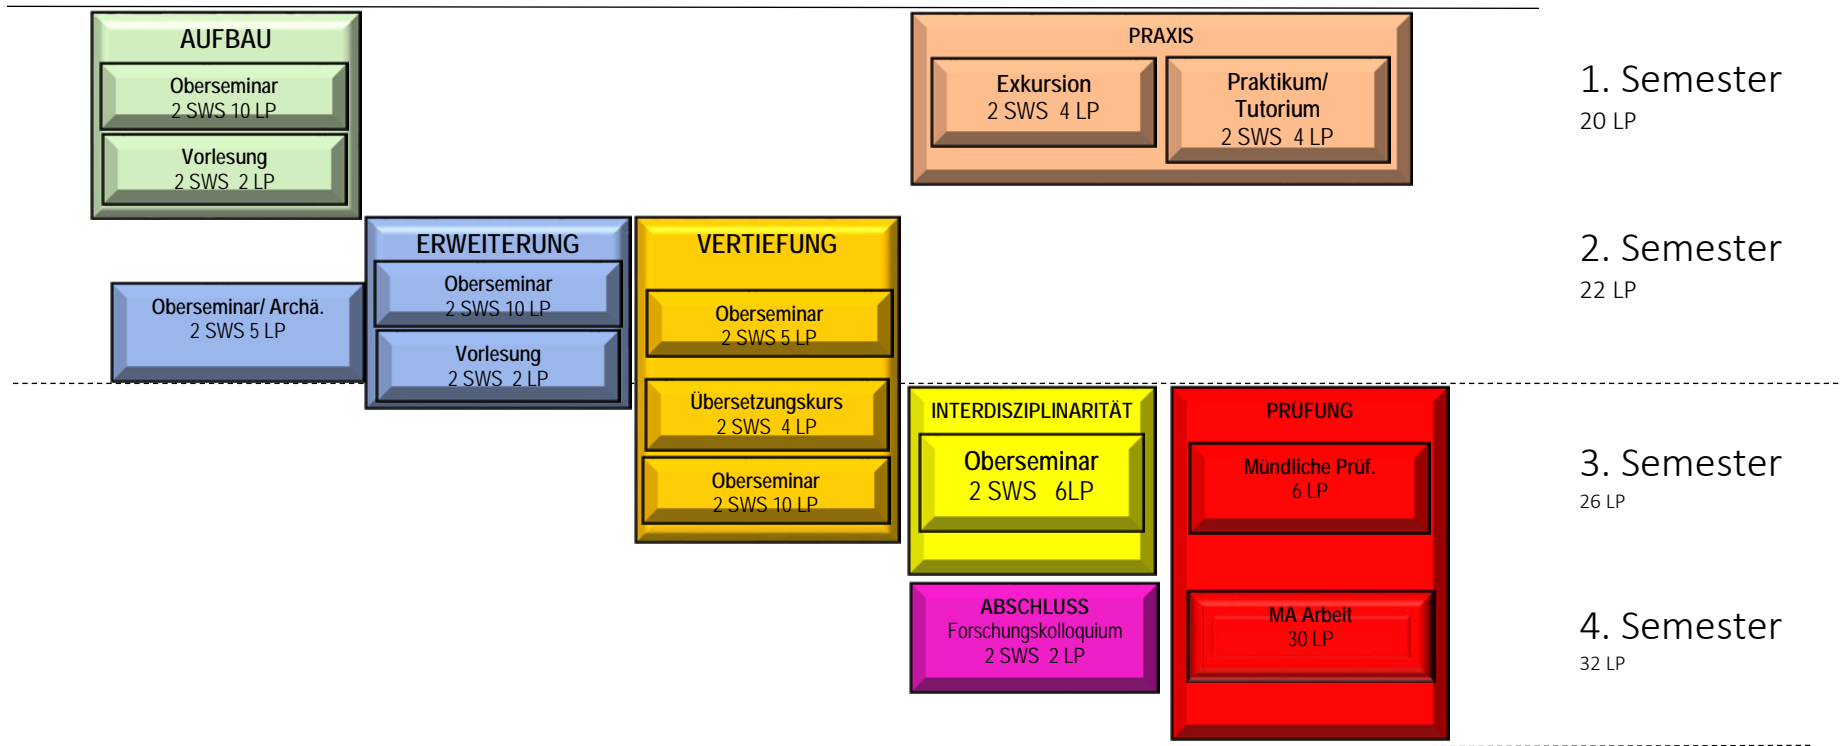 AUFBAU
Oberseminar
2 SWS 10 LP
Vorlesung
2 SWS  2 LP
PRAXIS
Exkursion
2 SWS  4 LP
Praktikum/
Tutorium
2 SWS  4 LP
1. Semester
20 LP
Oberseminar/ Archä.
2 SWS 5 LP
ERWEITERUNG
Oberseminar
2 SWS 10 LP
Vorlesung
2 SWS  2 LP
VERTIEFUNG
Oberseminar
2 SWS 5 LP
Übersetzungskurs
2 SWS  4 LP
Oberseminar
2 SWS 10 LP
2. Semester
22 LP
INTERDISZIPLINARITÄT
Oberseminar
2 SWS   6LP
PRÜFUNG
Mündliche Prüf.
6 LP
3. Semester
26 LP
ABSCHLUSS
Forschungskolloquium
2 SWS  2 LP
MA Arbeit
30 LP
4. Semester
32 LP